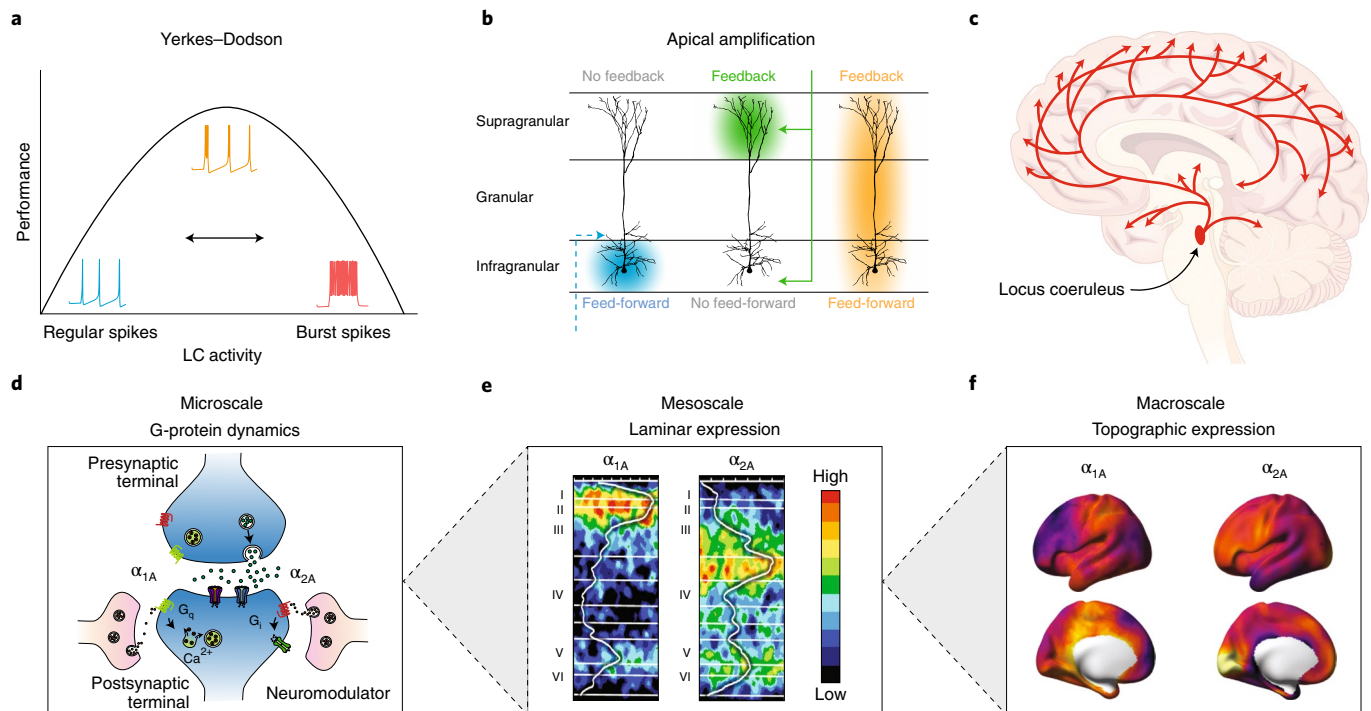 a
Yerkes–Dodson
Performance
Regular spikes
Burst spikes
LC activity
b
Apical amplification
No feedback
Feedback
Feedback
Supragranular
Granular
Infragranular
Feed-forward
No feed-forward
Feed-forward
c
Locus coeruleus
d
Microscale
G-protein dynamics
Presynaptic
terminal
α1A
α2A
Gq
Gi
Ca2+
Postsynaptic
terminal
Neuromodulator
e
Mesoscale
Laminar expression
α1A
α2A
I
II
III
IV
V
VI
I
II
III
IV
V
VI
High
Low
f
Macroscale
Topographic expression
α1A
α2A